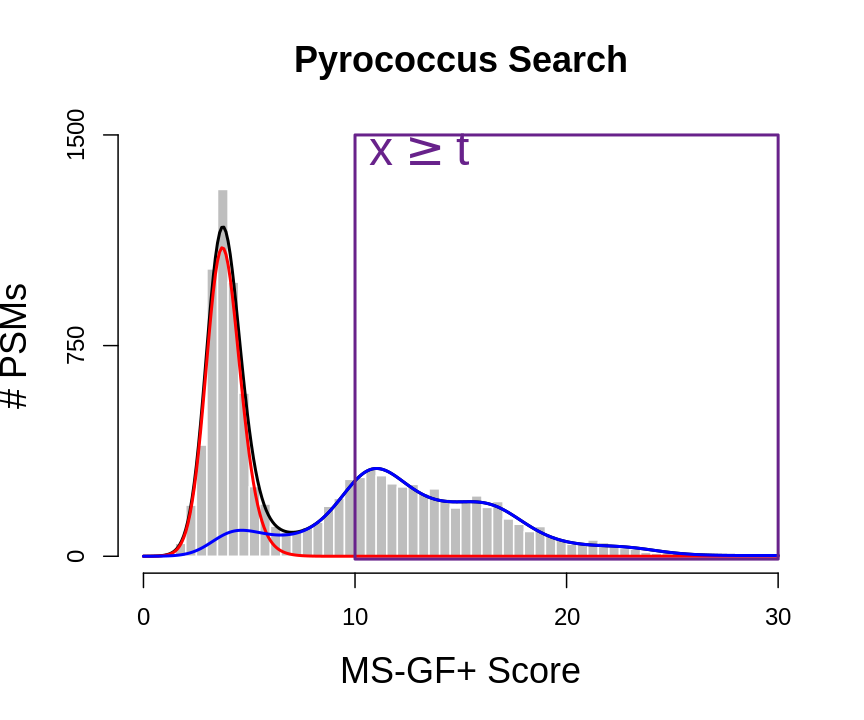 Pyrococcus Search
x ≥ t
1500
750
0
# PSMs
0 10 20 30
MS-GF+ Score